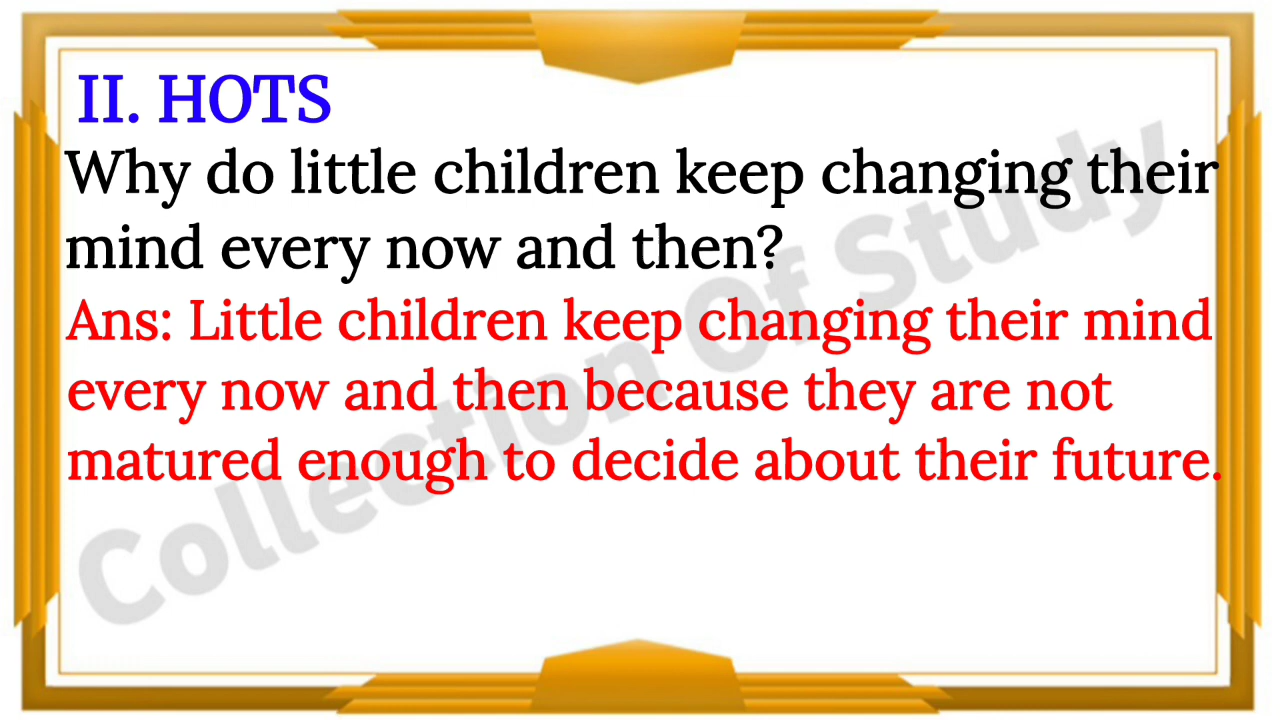 II. HOTS
Why do little children keep changing their
mind every now and then?
Ans: Little children keep changing their mind
every now and then because they are not
matured enough to decide about their future.
Collection Of Study